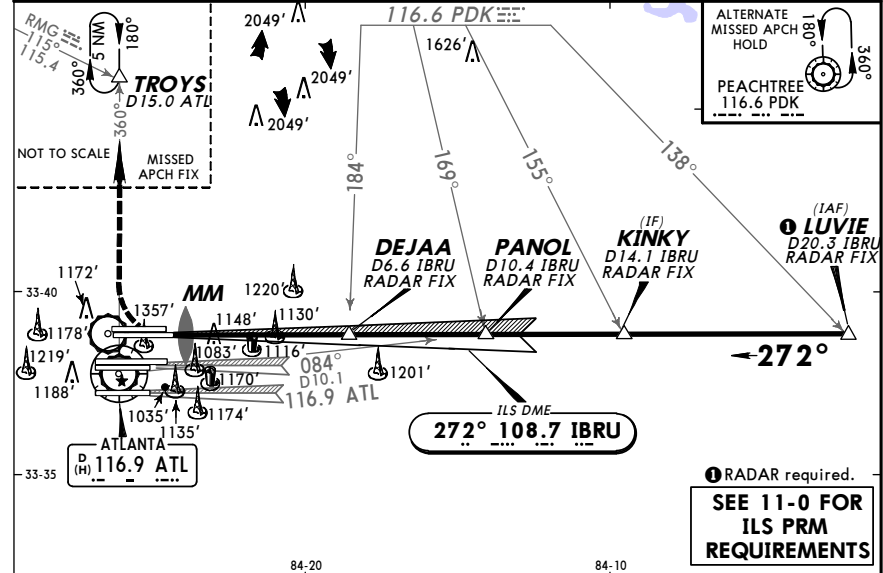 116.6 PDK
RMG
115°
115.4
5 NM
180°
360°
TROYS
D15.0 ATL
360°
NOT TO SCALE
MISSED
APCH FIX
2049'
2049'
2049'
1626'
ALTERNATE
MISSED APCH
HOLD
180°
360°
PEACHTREE
116.6 PDK
184°
169°
155°
138°
DEJAA
D6.6 IBRU
RADAR FIX
PANOL
D10.4 IBRU
RADAR FIX
(IF)
KINKY
D14.1 IBRU
RADAR FIX
(IAF)
1 LUVIE
D20.3 IBRU
RADAR FIX
33-40
1172'
1178'
1219'
1188'
1357'
MM
1220'
1148'
1130'
1083'
1116'
1170'
1035'
1135'
1174'
1201'
084°
D10.1
116.9 ATL
272°
ILS DME
272° 108.7 IBRU
ATLANTA
D
(H) 116.9 ATL
33-35
1 RADAR required.
SEE 11-0 FOR
ILS PRM
REQUIREMENTS
84-20
84-10